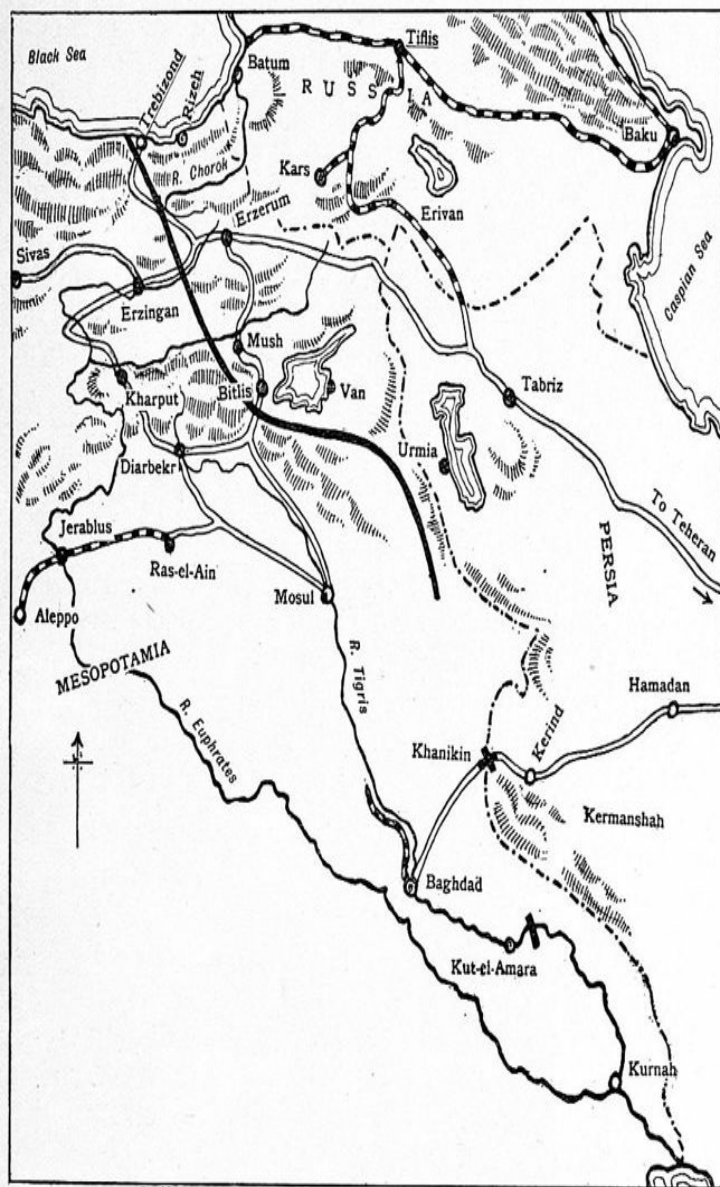 Black Sea
Trebizond
Rizeh
Batum
Tiflis
RUSSIA
Baku
R. Chorok
Kars
Erivan
Caspian Sea
Sivas
Erzerum
Erzingan
Mush
Kharput
Bitlis
Van
Tabriz
Diarbekr
Urmia
To Teheran
Jerablus
Ras-el-Ain
PERSIA
Aleppo
Mosul
MESOPOTAMIA
R. Tigris
R. Euphrates
Hamadan
Khanikin
Kerind
Kermanshah
Baghdad
Kut-el-Amara
Kurnah